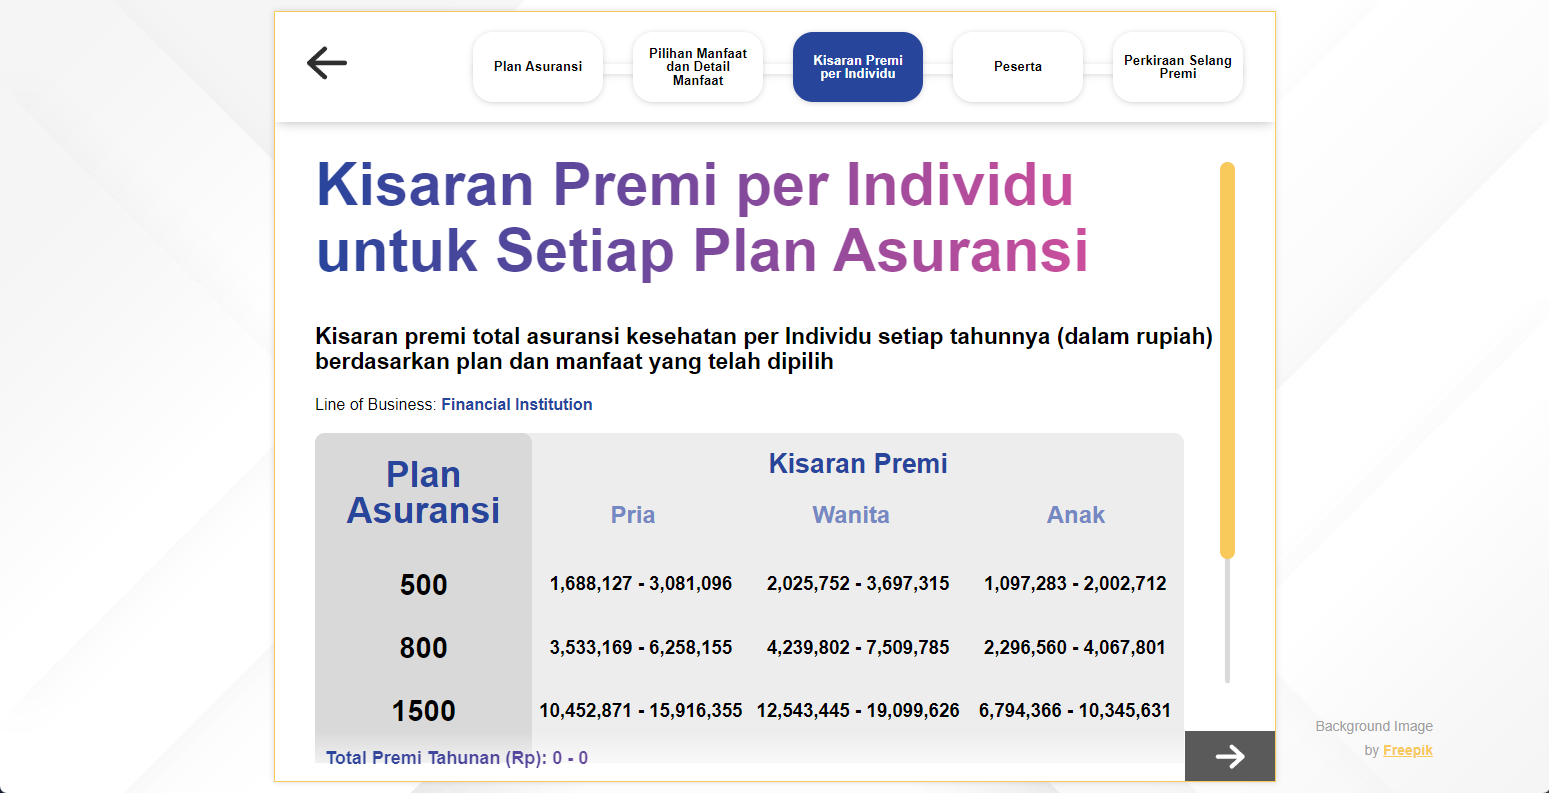 Plan Asuransi
Pilihan Manfaat
dan Detail
Manfaat
Kisaran Premi
per Individu
Peserta
Perkiraan Selang
Premi
Kisaran Premi per Individu
untuk Setiap Plan Asuransi
Kisaran premi total asuransi kesehatan per Individu setiap tahunnya (dalam rupiah)
berdasarkan plan dan manfaat yang telah dipilih
Line of Business: Financial Institution
Plan
Asuransi
Kisaran Premi
Pria Wanita Anak
500 1,688,127 - 3,081,096 2,025,752 - 3,697,315 1,097,283 - 2,002,712
800 3,533,169 - 6,258,155 4,239,802 - 7,509,785 2,296,560 - 4,067,801
1500 10,452,871 - 15,916,355 12,543,445 - 19,099,626 6,794,366 - 10,345,631
Total Premi Tahunan (Rp): 0 - 0
Background Image
by Freepik